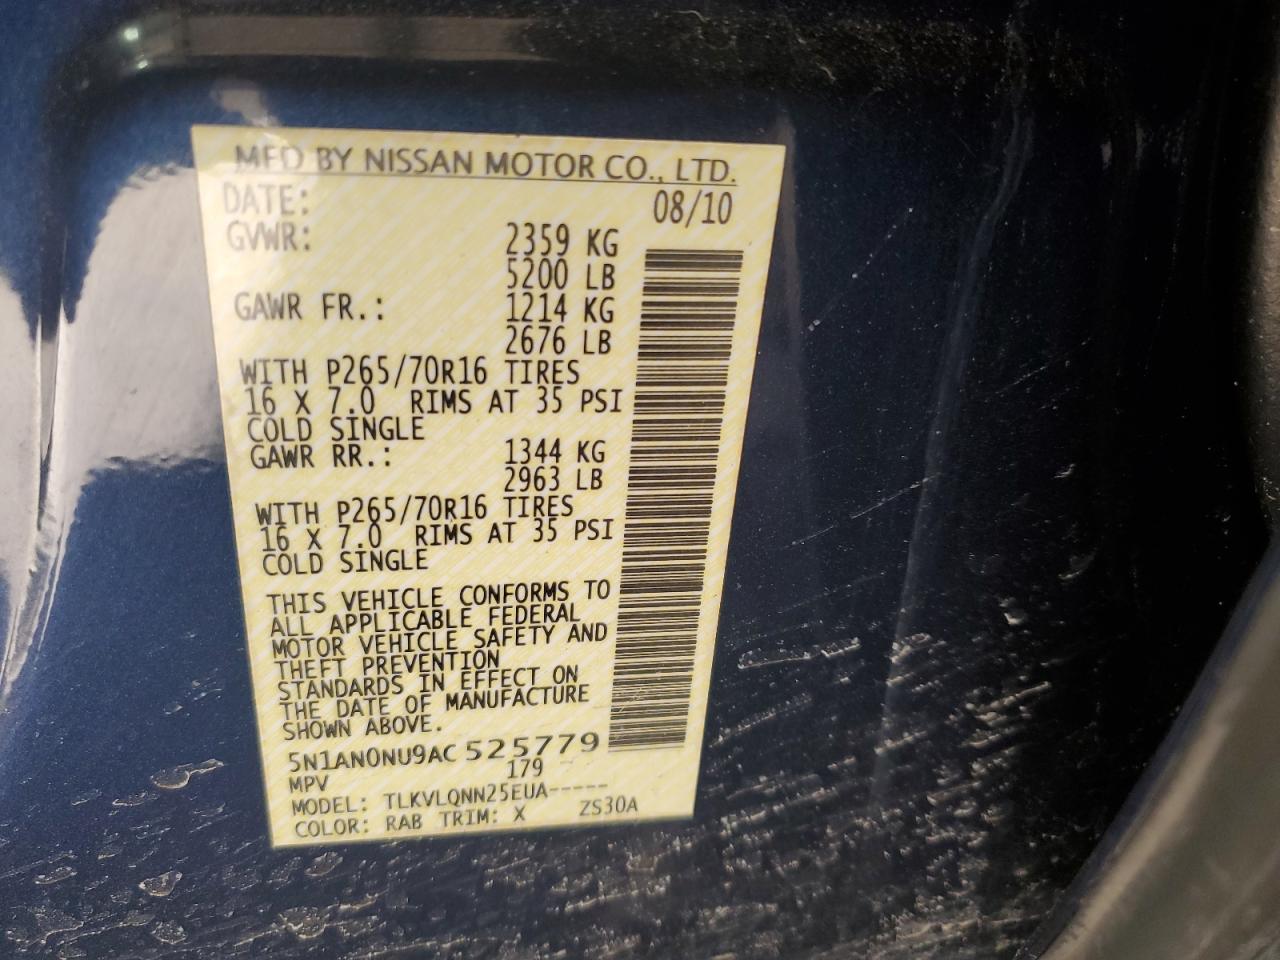 MFD BY NISSAN MOTOR CO., LTD.
DATE: 08/10
GVWR: 2359 KG
5200 LB
GAWR FR.: 1214 KG
2676 LB
WITH P265/70R16 TIRES
16 X 7.0 RIMS AT 35 PSI
COLD SINGLE
GAWR RR.: 1344 KG
2963 LB
WITH P265/70R16 TIRES
16 X 7.0 RIMS AT 35 PSI
COLD SINGLE
THIS VEHICLE CONFORMS TO
ALL APPLICABLE FEDERAL
MOTOR VEHICLE SAFETY AND
THEFT PREVENTION
STANDARDS IN EFFECT ON
THE DATE OF MANUFACTURE
SHOWN ABOVE.
5N1AN0NU9AC525779
MPV 179
MODEL: TLKVLQNN25EUA-----
COLOR: RAB TRIM: X ZS30A